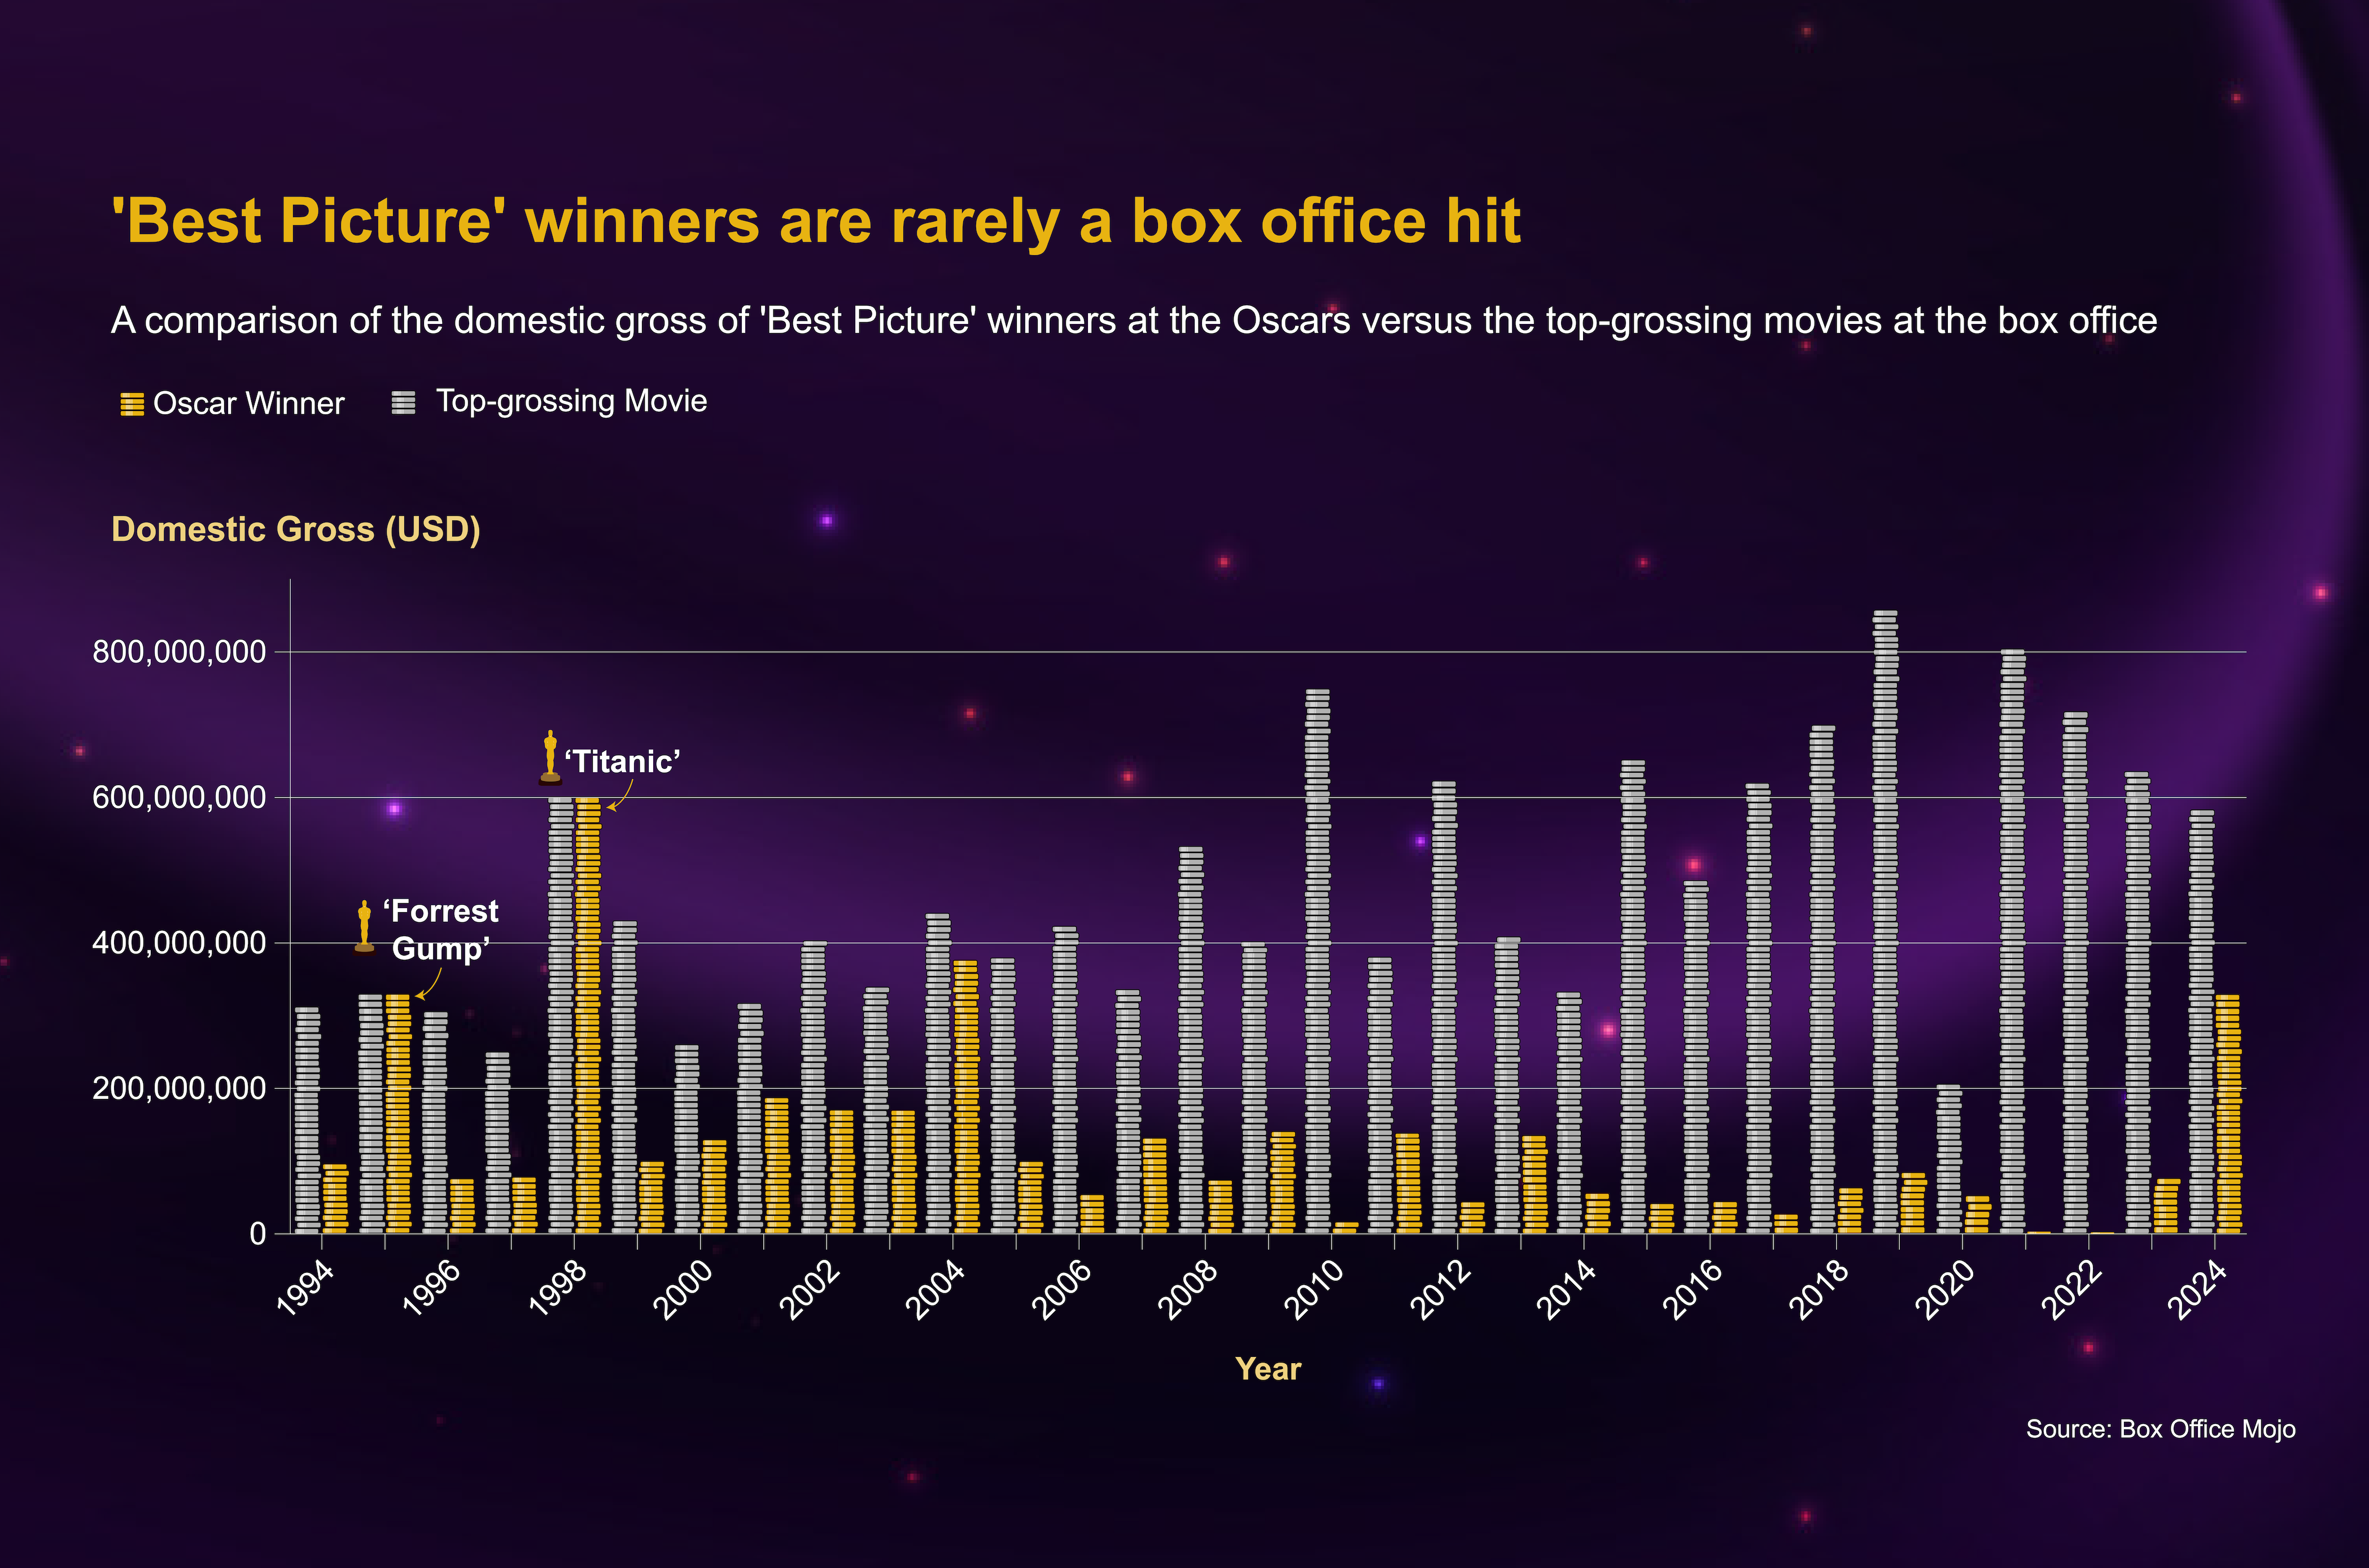 'Best Picture' winners are rarely a box office hit
A comparison of the domestic gross of 'Best Picture' winners at the Oscars versus the top-grossing movies at the box office
Oscar Winner
Top-grossing Movie
Domestic Gross (USD)
800,000,000
600,000,000
400,000,000
200,000,000
0
‘Titanic’
‘Forrest
Gump’
1994
1996
1998
2000
2002
2004
2006
2008
2010
2012
2014
2016
2018
2020
2022
2024
Year
Source: Box Office Mojo